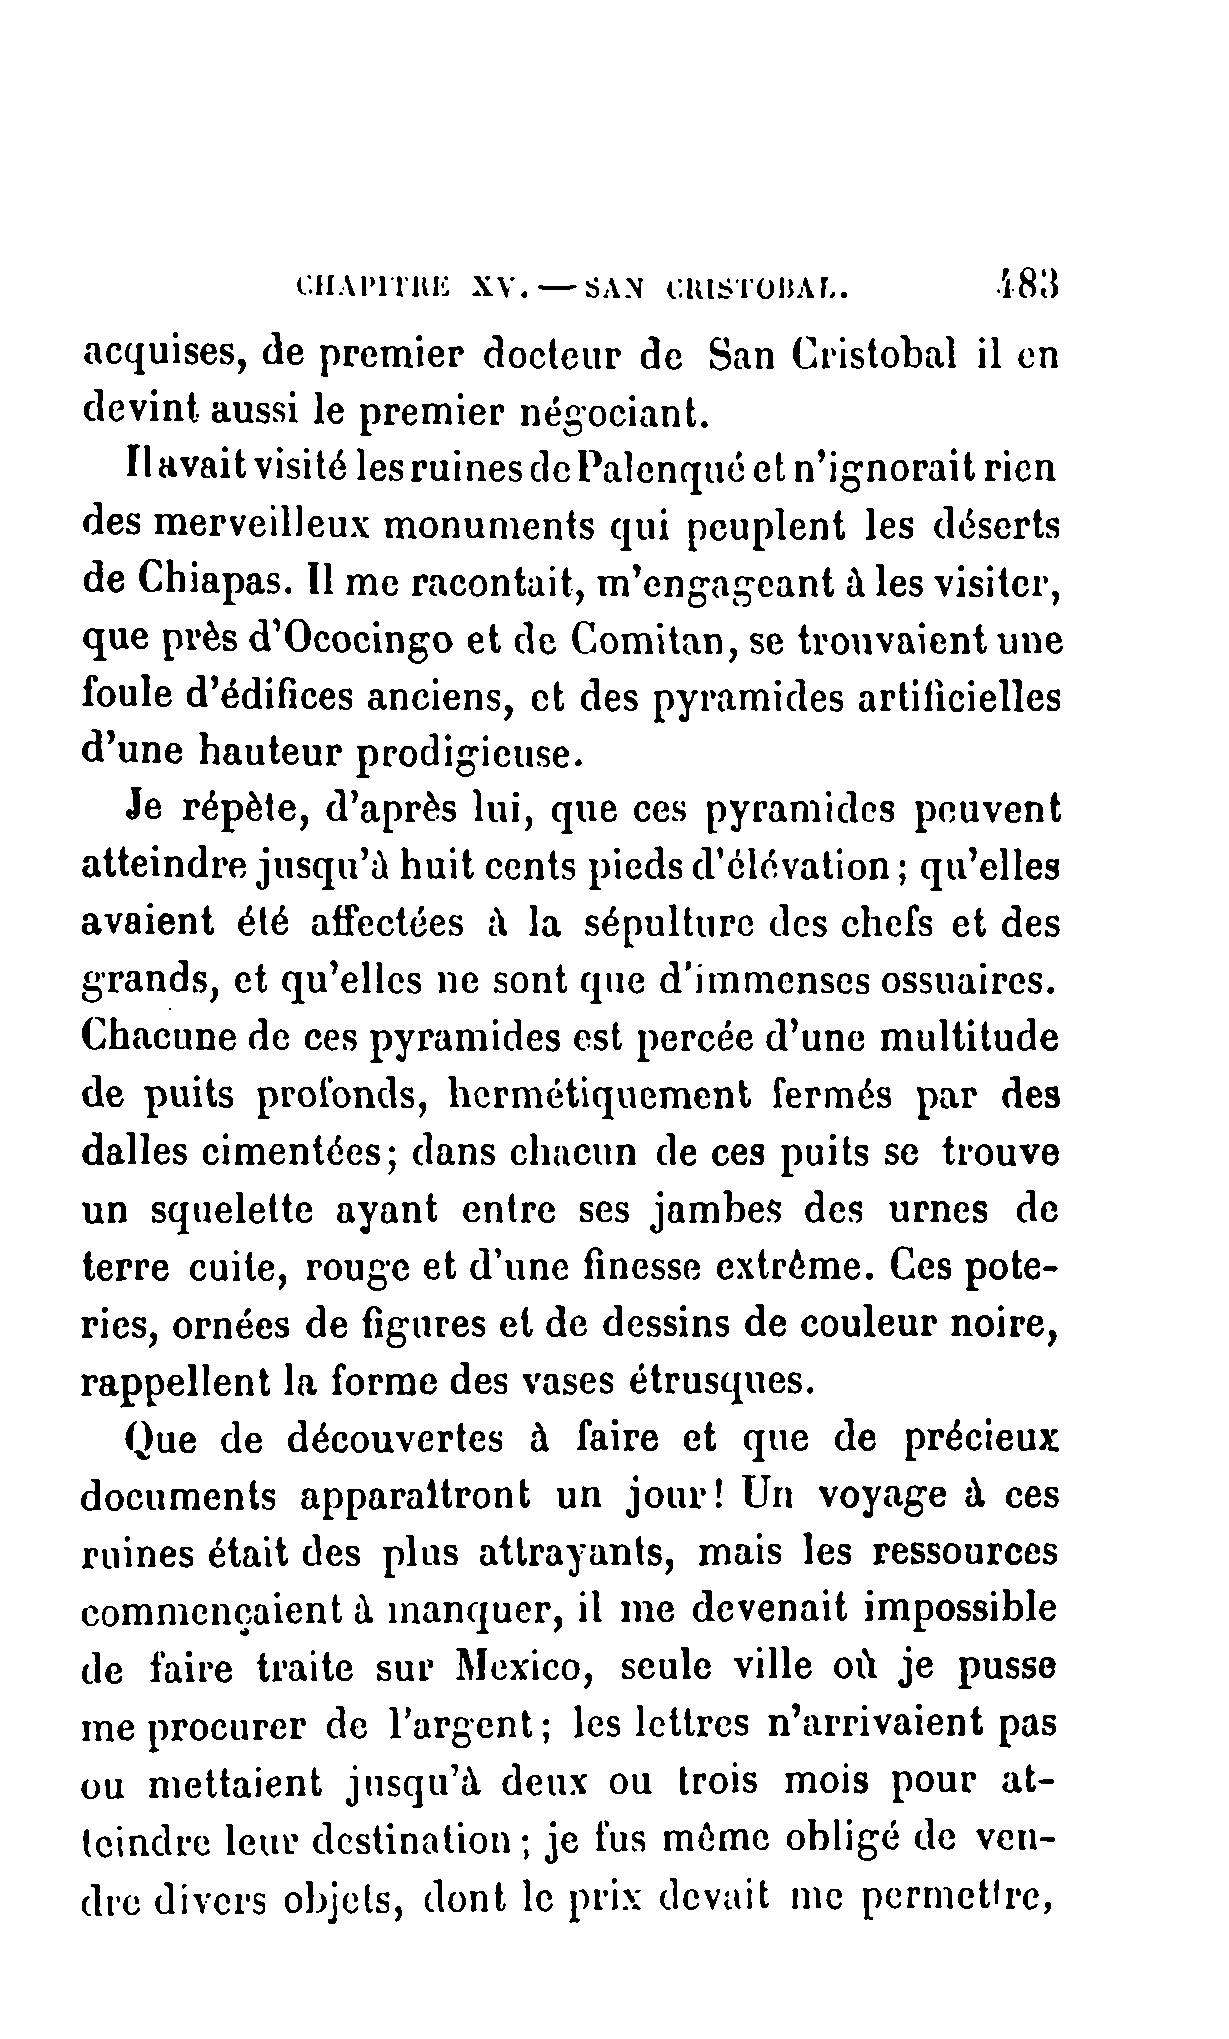 CHAPITRE XV. — SAN CRISTOBAL. 483
acquises, de premier docteur de San Cristobal il en
devint aussi le premier négociant.
Il avait visité les ruines de Palenqué et n'ignorait rien
des merveilleux monuments qui peuplent les déserts
de Chiapas. Il me racontait, m'engageant à les visiter,
que près d'Ococingo et de Comitan, se trouvaient une
foule d'édifices anciens, et des pyramides artificielles
d'une hauteur prodigieuse.
Je répète, d'après lui, que ces pyramides peuvent
atteindre jusqu'à huit cents pieds d'élévation ; qu'elles
avaient été affectées à la sépulture des chefs et des
grands, et qu'elles ne sont que d'immenses ossuaires.
Chacune de ces pyramides est percée d'une multitude
de puits profonds, hermétiquement fermés par des
dalles cimentées; dans chacun de ces puits se trouve
un squelette ayant entre ses jambes des urnes de
terre cuite, rouge et d'une finesse extrême. Ces pote-
ries, ornées de figures et de dessins de couleur noire,
rappellent la forme des vases étrusques.
Que de découvertes à faire et que de précieux
documents apparaîtront un jour! Un voyage à ces
ruines était des plus attrayants, mais les ressources
commençaient à manquer, il me devenait impossible
de faire traite sur Mexico, seule ville où je pusse
me procurer de l'argent ; les lettres n'arrivaient pas
ou mettaient jusqu'à deux ou trois mois pour at-
teindre leur destination ; je fus même obligé de ven-
dre divers objets, dont le prix devait me permettre,